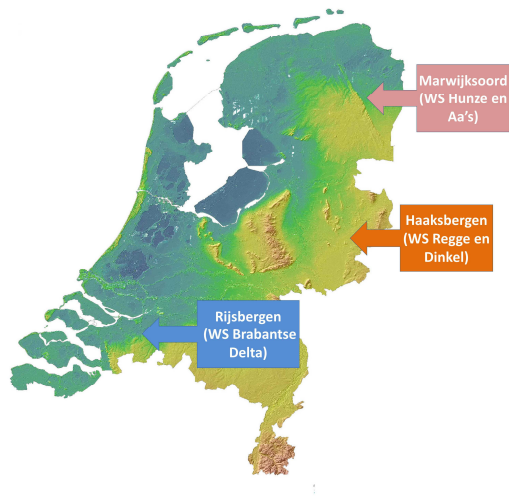 Marwijksoord
(WS Hunze en
Aa's)
Haaksbergen
(WS Regge en
Dinkel)
Rijsbergen
(WS Brabantse
Delta)